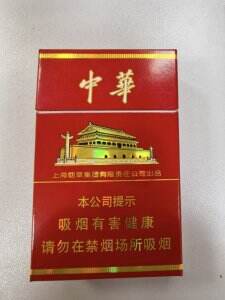 中華
上海烟草集团有限责任公司出品
本公司提示
吸烟有害健康
请勿在禁烟场所吸烟